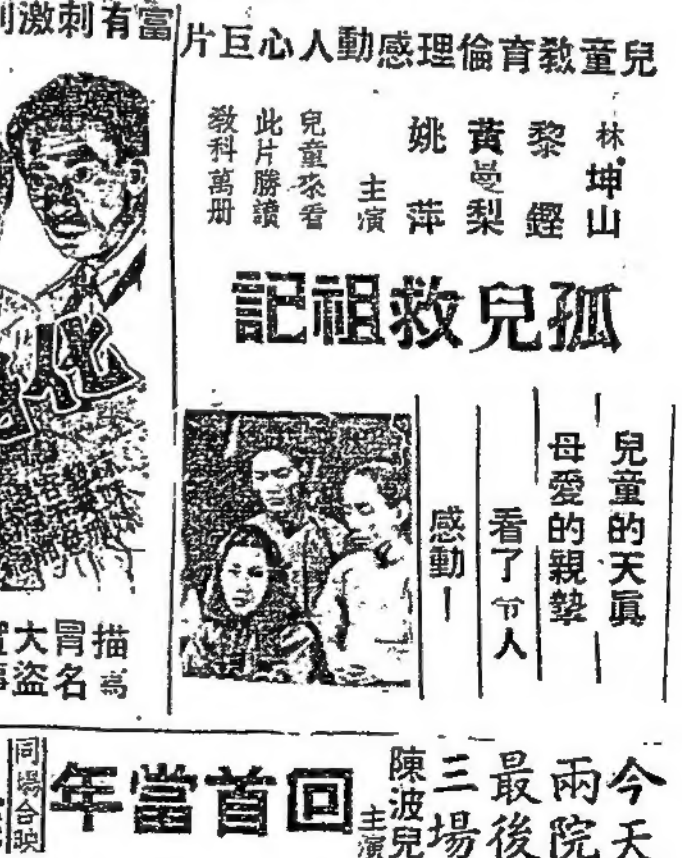 兒童教育倫理感動人心巨片
林坤山
黎鏗
黃曼梨
姚萍
主演
兒童來看
此片勝讀
教科萬册
孤兒救祖記
兒童的天眞
母愛的親摯
看了令人
感動！
富有刺激
描寫
冒名
大盜
今天
兩院
最後
三場
陳波兒
主演
回首當年
同場合映